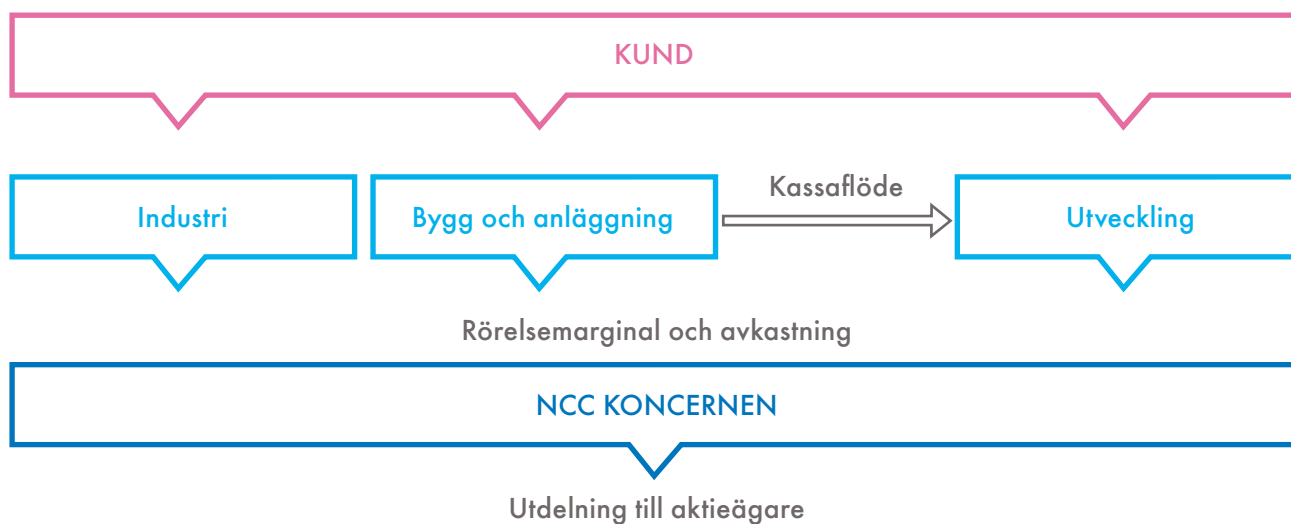 KUND
Industri
Bygg och anläggning
Kassaflöde
Utveckling
Rörelsemarginal och avkastning
NCC KONCERNEN
Utdelning till aktieägare